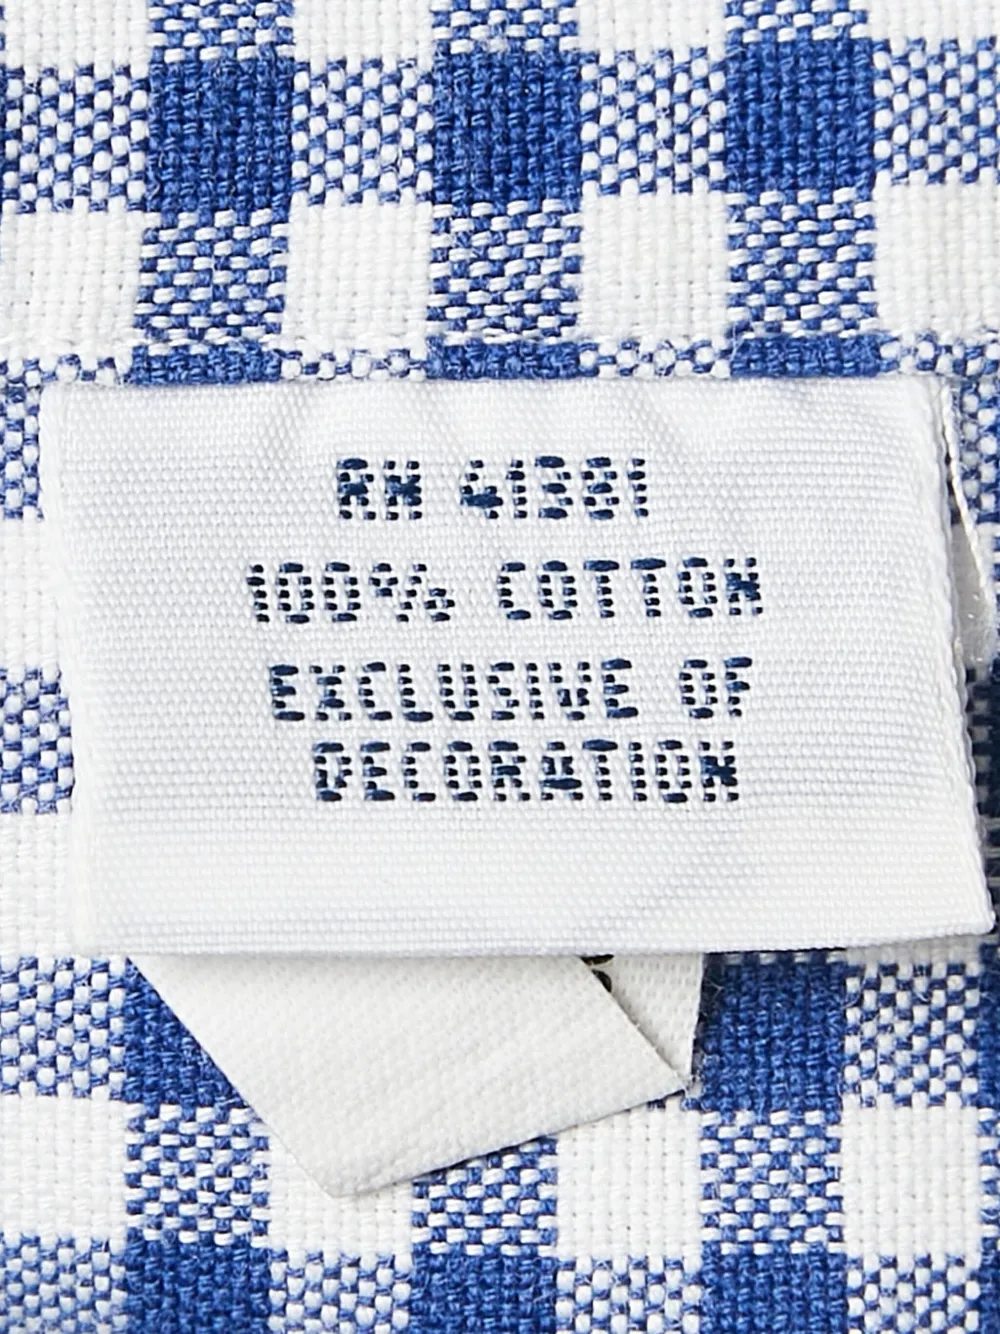 RN 41381
100% COTTON
EXCLUSIVE OF
DECORATION